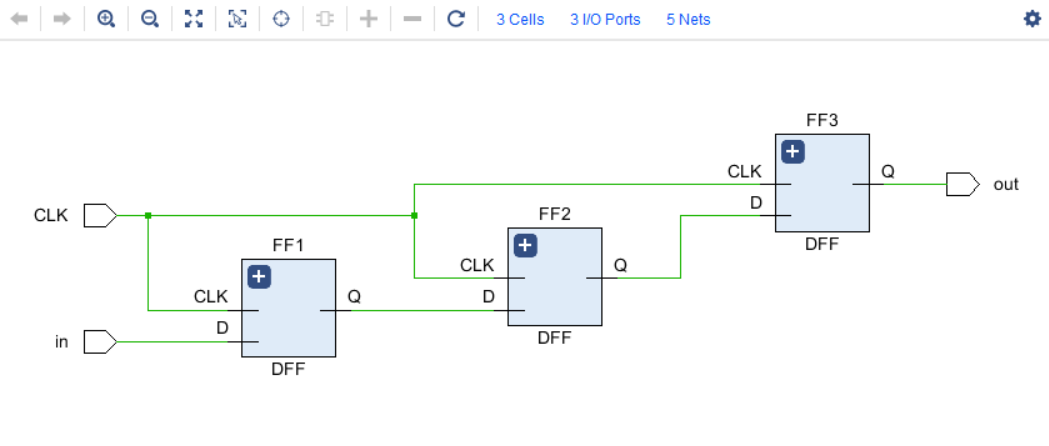 3 Cells 3 I/O Ports 5 Nets
FF3
CLK Q
out
D
DFF
CLK
FF2
CLK Q
D
DFF
FF1
CLK Q
D
in
DFF